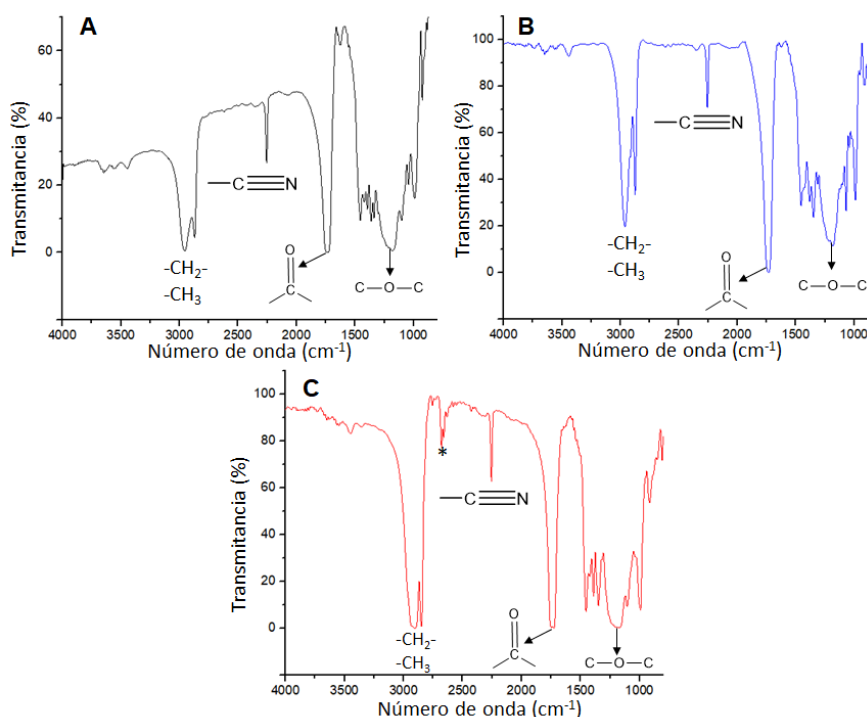 A
Transmitancia (%)
60
40
20
0
C
N
-CH2-
-CH3
O
C
C
O
C
4000
3500
3000
2500
2000
1500
1000
Número de onda (cm-1)
B
Transmitancia (%)
100
80
60
40
20
0
C
N
-CH2-
-CH3
O
C
C
O
C
4000
3500
3000
2500
2000
1500
1000
Número de onda (cm-1)
C
Transmitancia (%)
100
80
60
40
20
0
*
C
N
-CH2-
-CH3
O
C
C
O
C
4000
3500
3000
2500
2000
1500
1000
Número de onda (cm-1)